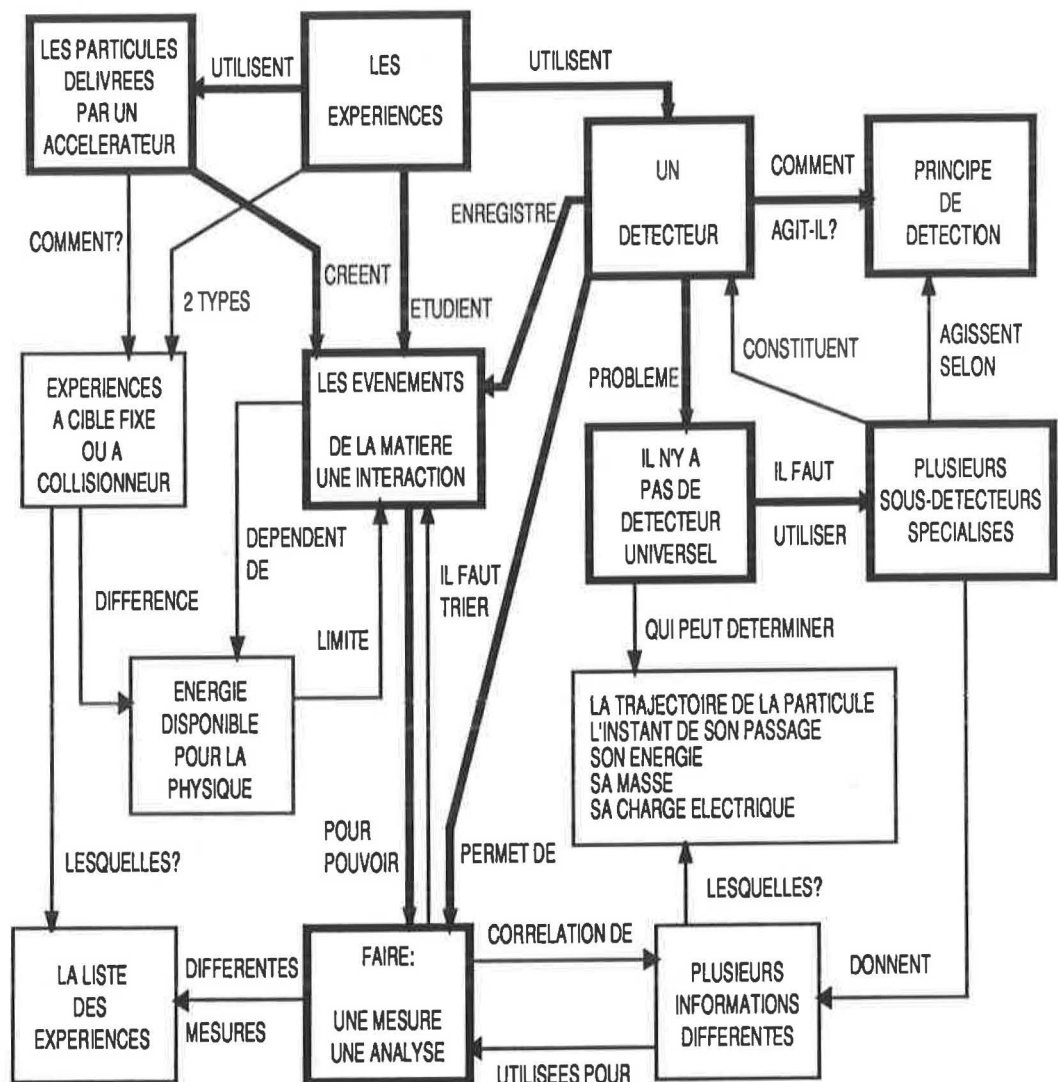 LES PARTICULES
DELIVREES
PAR UN
ACCELERATEUR
UTILISENT
LES
EXPERIENCES
UTILISENT
UN
DETECTEUR
COMMENT
AGIT-IL?
PRINCIPE
DE
DETECTION
COMMENT?
2 TYPES
CREENT
ETUDIENT
ENREGISTRE
PROBLEME
CONSTITUENT
AGISSENT
SELON
EXPERIENCES
A CIBLE FIXE
OU A
COLLISIONNEUR
LES EVENEMENTS
DE LA MATIERE
UNE INTERACTION
IL N'Y A
PAS DE
DETECTEUR
UNIVERSEL
IL FAUT
UTILISER
PLUSIEURS
SOUS-DETECTEURS
SPECIALISES
DIFFERENCE
DEPENDENT
DE
LIMITE
IL FAUT
TRIER
QUI PEUT DETERMINER
ENERGIE
DISPONIBLE
POUR LA
PHYSIQUE
LA TRAJECTOIRE DE LA PARTICULE
L'INSTANT DE SON PASSAGE
SON ENERGIE
SA MASSE
SA CHARGE ELECTRIQUE
LESQUELLES?
POUR
POUVOIR
PERMET DE
LESQUELLES?
LA LISTE
DES
EXPERIENCES
DIFFERENTES
MESURES
FAIRE:
UNE MESURE
UNE ANALYSE
CORRELATION DE
UTILISEES POUR
PLUSIEURS
INFORMATIONS
DIFFERENTES
DONNENT